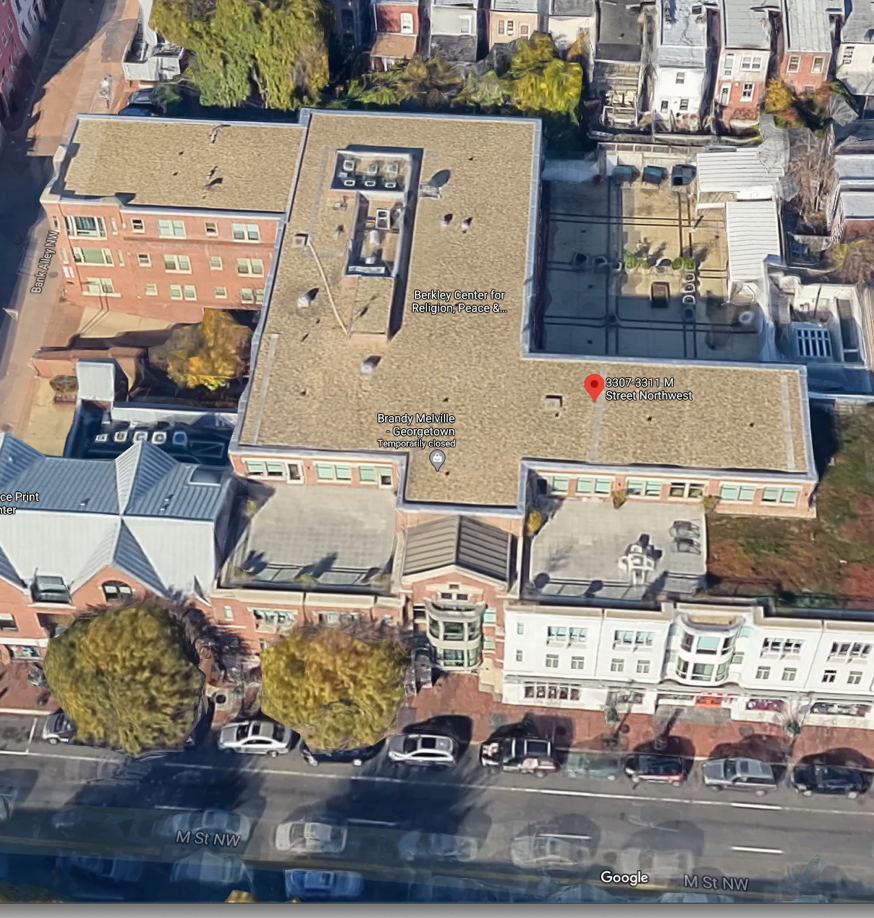 Bank Alley NW
Berkley Center for
Religion, Peace &...
3307-3311 M
Street Northwest
Brandy Melville
- Georgetown
Temporarily closed
ce Print
nter
M St NW
Google
M St NW